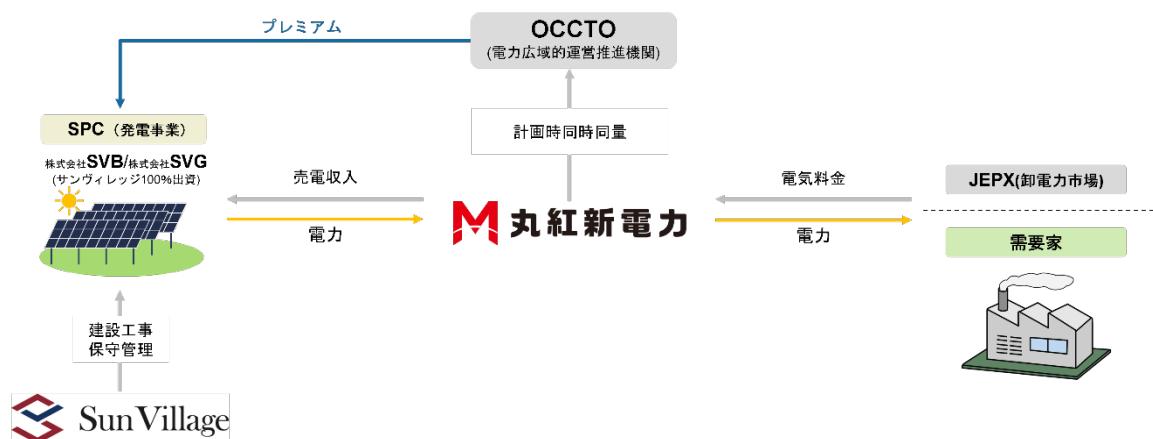 プレミアム
OCCTO
(電力広域的運営推進機関)
SPC（発電事業）
計画時同時同量
株式会社SVB/株式会社SVG
(サンヴィレッジ100%出資)
売電収入
電気料金
JEPX(卸電力市場)
丸紅新電力
電力
電力
需要家
建設工事
保守管理
Sun Village